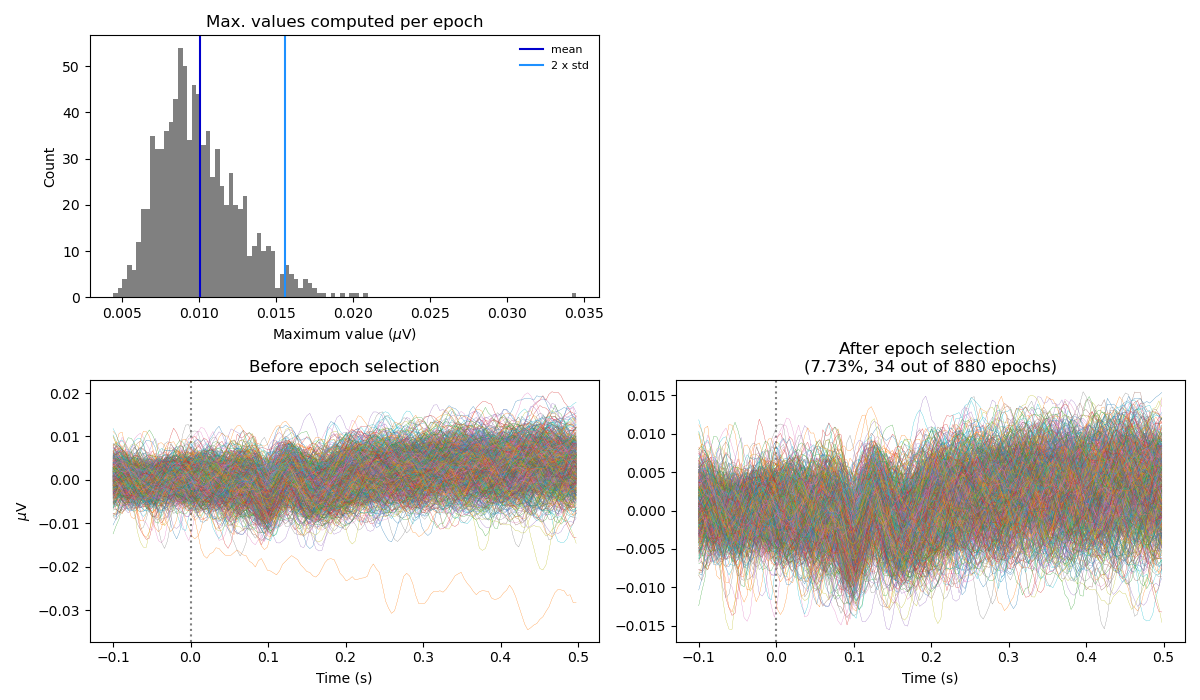 Max. values computed per epoch
mean
2 x std
50
40
30
20
10
0
Count
0.005 0.010 0.015 0.020 0.025 0.030 0.035
Maximum value (μV)
Before epoch selection
0.02
0.01
0.00
−0.01
−0.02
−0.03
μV
−0.1 0.0 0.1 0.2 0.3 0.4 0.5
Time (s)
After epoch selection
(7.73%, 34 out of 880 epochs)
0.015
0.010
0.005
0.000
−0.005
−0.010
−0.015
−0.1 0.0 0.1 0.2 0.3 0.4 0.5
Time (s)